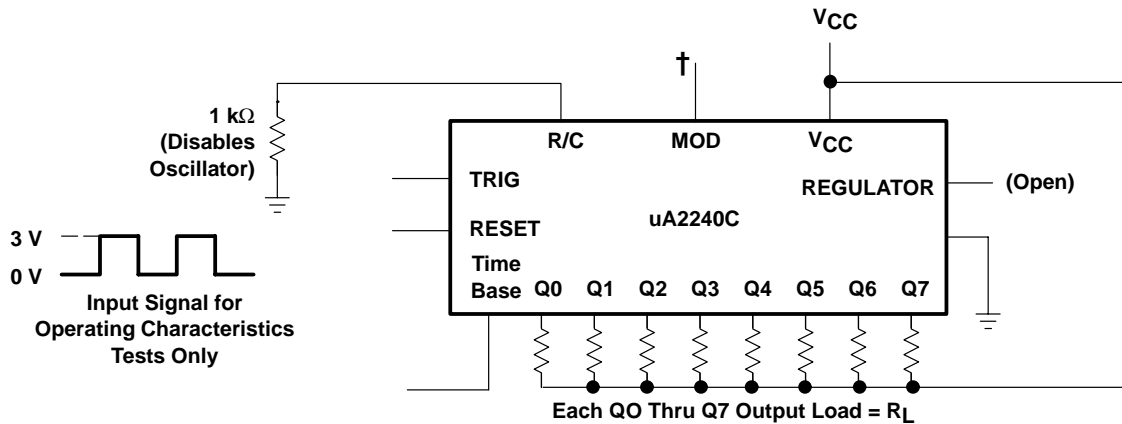 VCC
†
1 kΩ
(Disables
Oscillator)
R/C
MOD
VCC
TRIG
REGULATOR
(Open)
RESET
uA2240C
3 V
0 V
Time
Base
Q0 Q1 Q2 Q3 Q4 Q5 Q6 Q7
Input Signal for
Operating Characteristics
Tests Only
Each QO Thru Q7 Output Load = RL